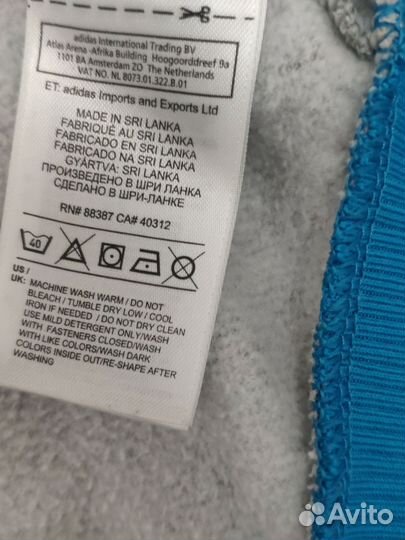 adidas International Trading BV
Atlas Arena -Afrika Building Hoogoorddreef 9a
1101 BA Amsterdam ZO The Netherlands
VAT NO. NL 8073.01.322.B.01
ET: adidas Imports and Exports Ltd
MADE IN SRI LANKA
FABRIQUÉ AU SRI LANKA
FABRICADO EN SRI LANKA
FABRICADO NA SRI LANKA
GYÁRTVA: SRI LANKA
ПРОИЗВЕДЕНО В ШРИ ЛАНКА
СДЕЛАНО В ШРИ-ЛАНКЕ
RN# 88387 CA# 40312
40
US /
UK: MACHINE WASH WARM / DO NOT
BLEACH / TUMBLE DRY LOW / COOL
IRON IF NEEDED / DO NOT DRY CLEAN
USE MILD DETERGENT ONLY/WASH
WITH FASTENERS CLOSED/WASH
WITH LIKE COLORS/WASH DARK
COLORS INSIDE OUT/RE-SHAPE AFTER
WASHING
Avito